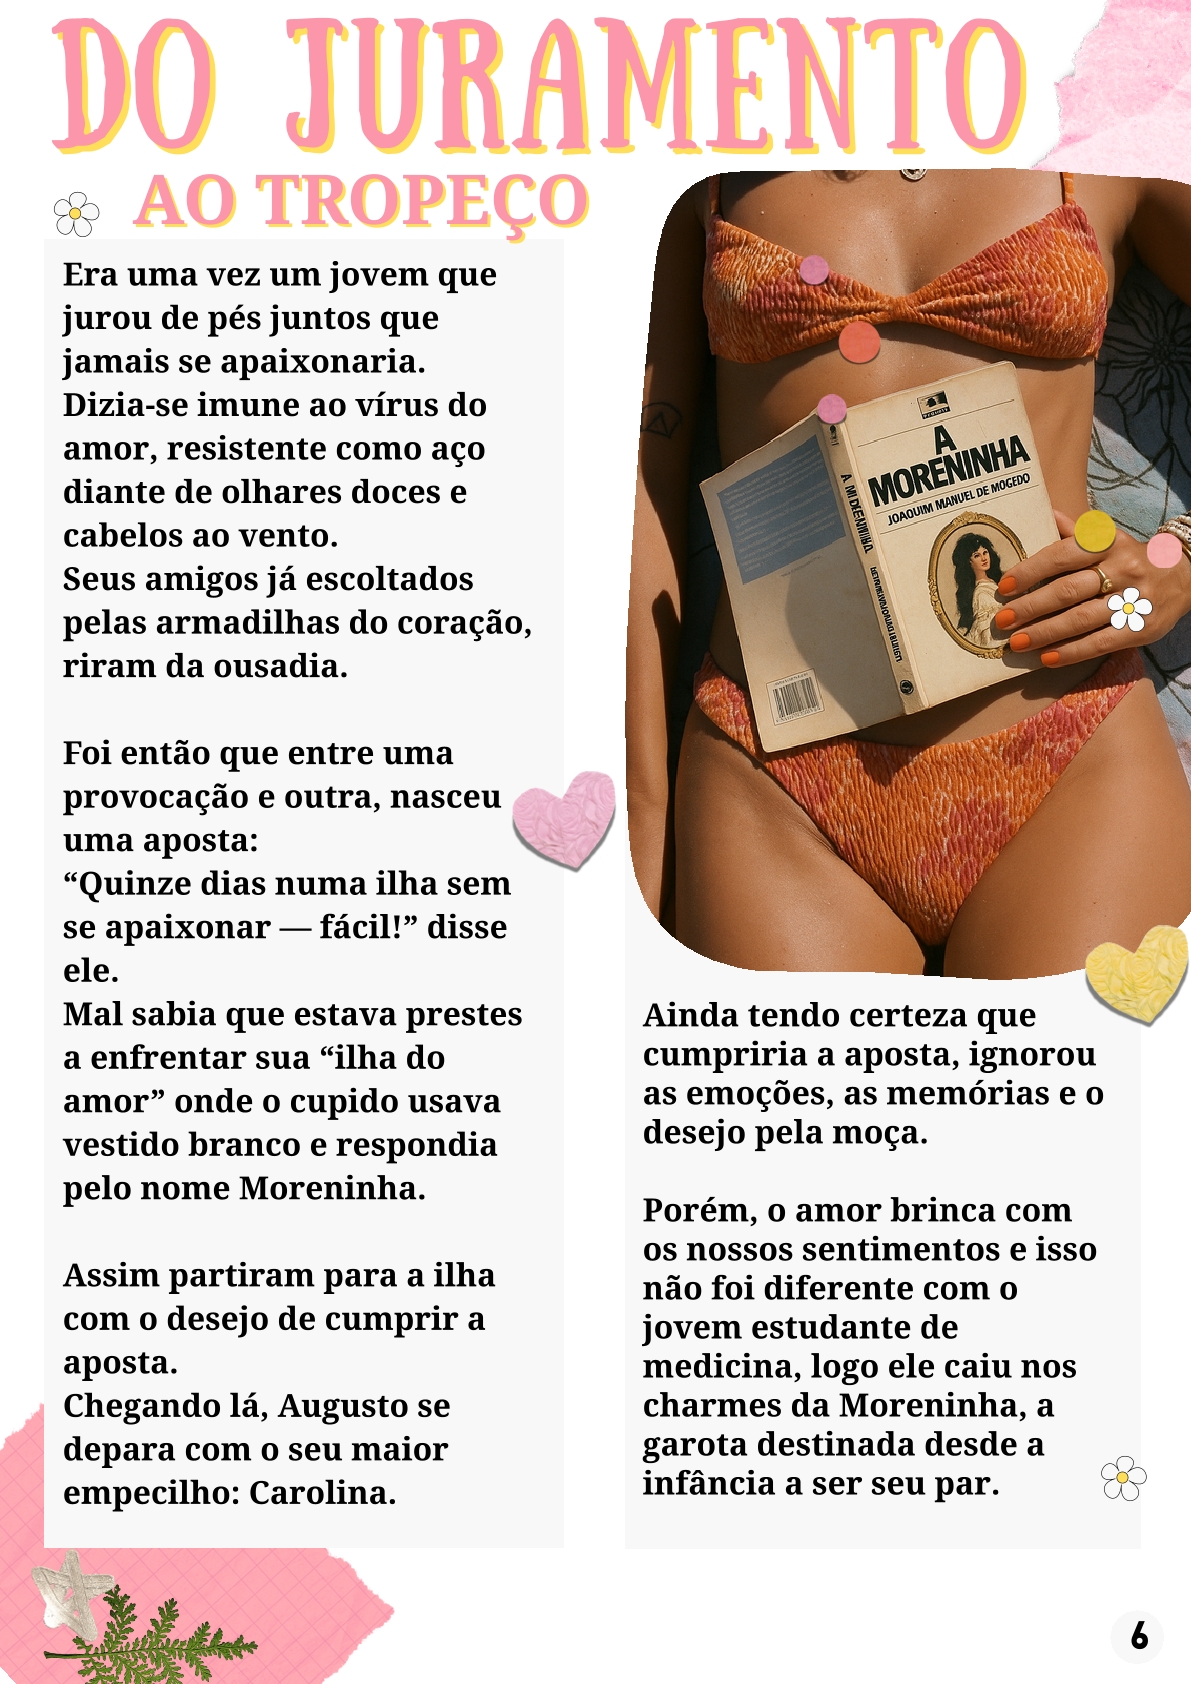 DO JURAMENTO
AO TROPEÇO
Era uma vez um jovem que
jurou de pés juntos que
jamais se apaixonaria.
Dizia-se imune ao vírus do
amor, resistente como aço
diante de olhares doces e
cabelos ao vento.
Seus amigos já escoltados
pelas armadilhas do coração,
riram da ousadia.
Foi então que entre uma
provocação e outra, nasceu
uma aposta:
“Quinze dias numa ilha sem
se apaixonar — fácil!” disse
ele.
Mal sabia que estava prestes
a enfrentar sua “ilha do
amor” onde o cupido usava
vestido branco e respondia
pelo nome Moreninha.
Assim partiram para a ilha
com o desejo de cumprir a
aposta.
Chegando lá, Augusto se
depara com o seu maior
empecilho: Carolina.
A
MORENINHA
JOAQUIM MANUEL DE MOGEDO
Ainda tendo certeza que
cumpriria a aposta, ignorou
as emoções, as memórias e o
desejo pela moça.
Porém, o amor brinca com
os nossos sentimentos e isso
não foi diferente com o
jovem estudante de
medicina, logo ele caiu nos
charmes da Moreninha, a
garota destinada desde a
infância a ser seu par.
6